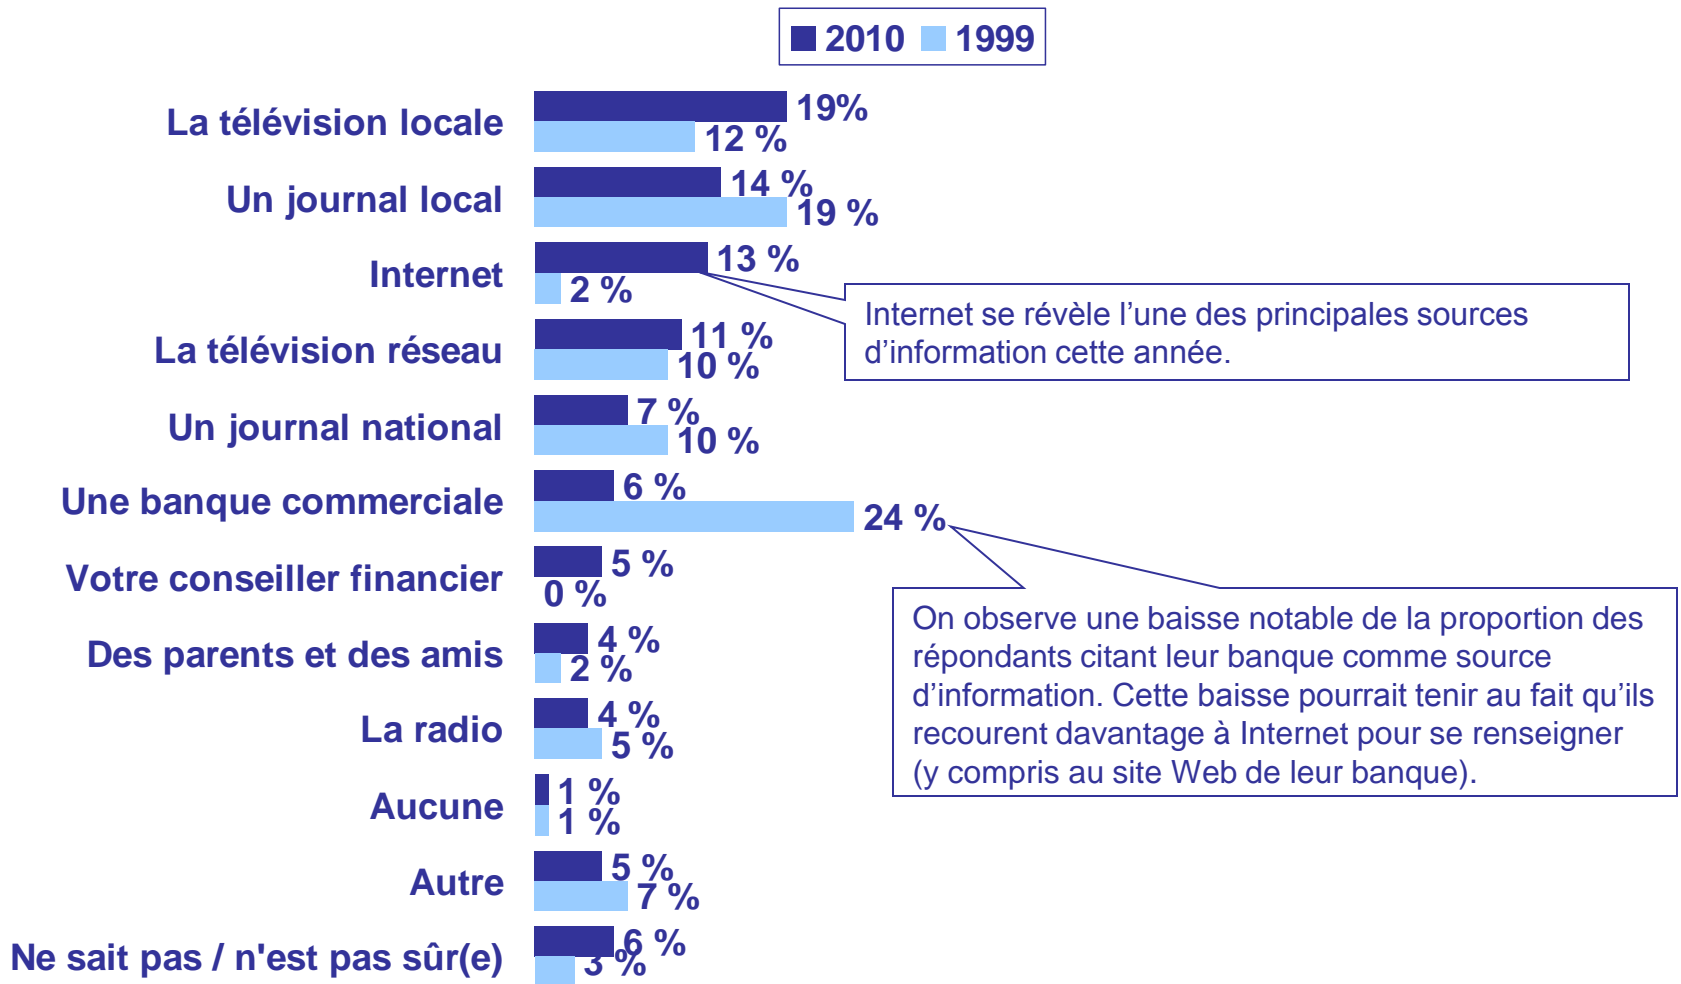 2010 1999
La télévision locale
19%
12 %
Un journal local
14 %
19 %
Internet
13 %
2 %
Internet se révèle l’une des principales sources
d’information cette année.
La télévision réseau
11 %
10 %
Un journal national
7 %
10 %
Une banque commerciale
6 %
24 %
Votre conseiller financier
5 %
0 %
On observe une baisse notable de la proportion des
répondants citant leur banque comme source
d’information. Cette baisse pourrait tenir au fait qu’ils
recourent davantage à Internet pour se renseigner
(y compris au site Web de leur banque).
Des parents et des amis
4 %
2 %
La radio
4 %
5 %
Aucune
1 %
1 %
Autre
5 %
7 %
Ne sait pas / n'est pas sûr(e)
6 %
3 %